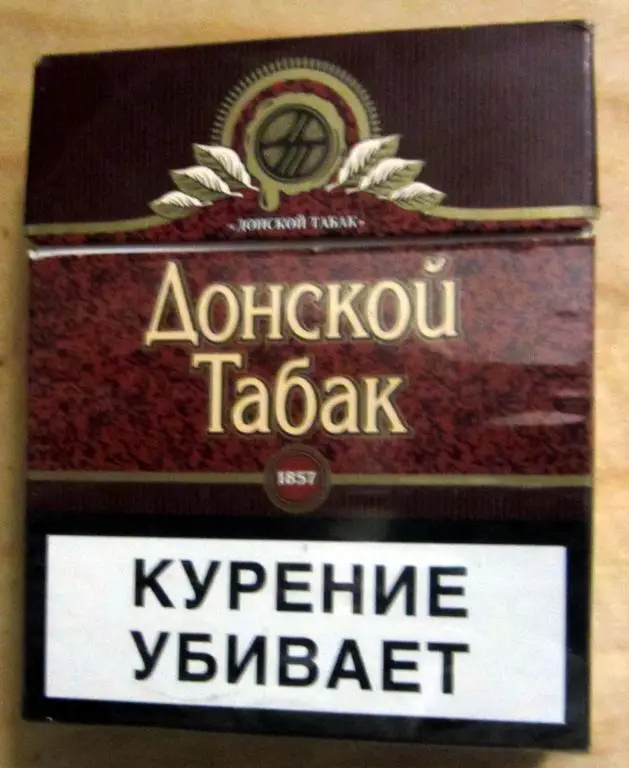 «ДОНСКОЙ ТАБАК»
Донской
Табак
1857
КУРЕНИЕ
УБИВАЕТ